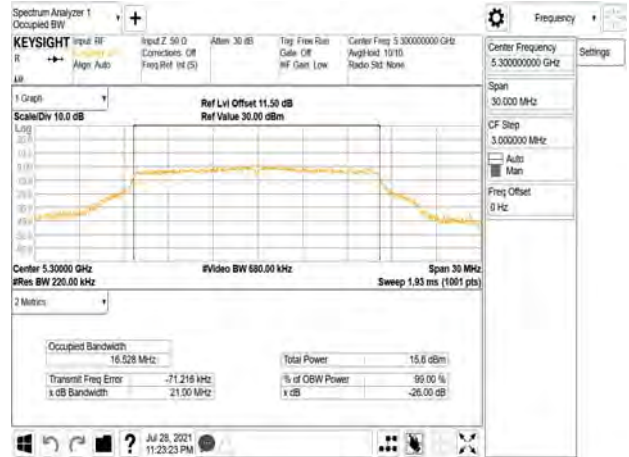 Spectrum Analyzer 1
Occupied BW
+
Frequency
KEYSIGHT
Input: RF
Input Z: 50 Ω
Atten: 30 dB
Trig: Free Run
Center Freq: 5.300000000 GHz
R
Corrections: Off
Gate: Off
Avg|Hold: 10/10
Align: Auto
Freq Ref: Int (S)
#IF Gain: Low
Radio Std: None
Center Frequency
5.300000000 GHz
Settings
Span
30.000 MHz
CF Step
3.000000 MHz
Auto
Man
Freq Offset
0 Hz
1 Graph
Ref Lvl Offset 11.50 dB
Scale/Div 10.0 dB
Ref Value 30.00 dBm
Log
Center 5.30000 GHz
#Video BW 680.00 kHz
Span 30 MHz
#Res BW 220.00 kHz
Sweep 1.93 ms (1001 pts)
2 Metrics
Occupied Bandwidth
16.528 MHz
Total Power
15.6 dBm
Transmit Freq Error
-71.216 kHz
% of OBW Power
99.00 %
x dB Bandwidth
21.00 MHz
x dB
-26.00 dB
?
Jul 28, 2021
11:23:23 PM